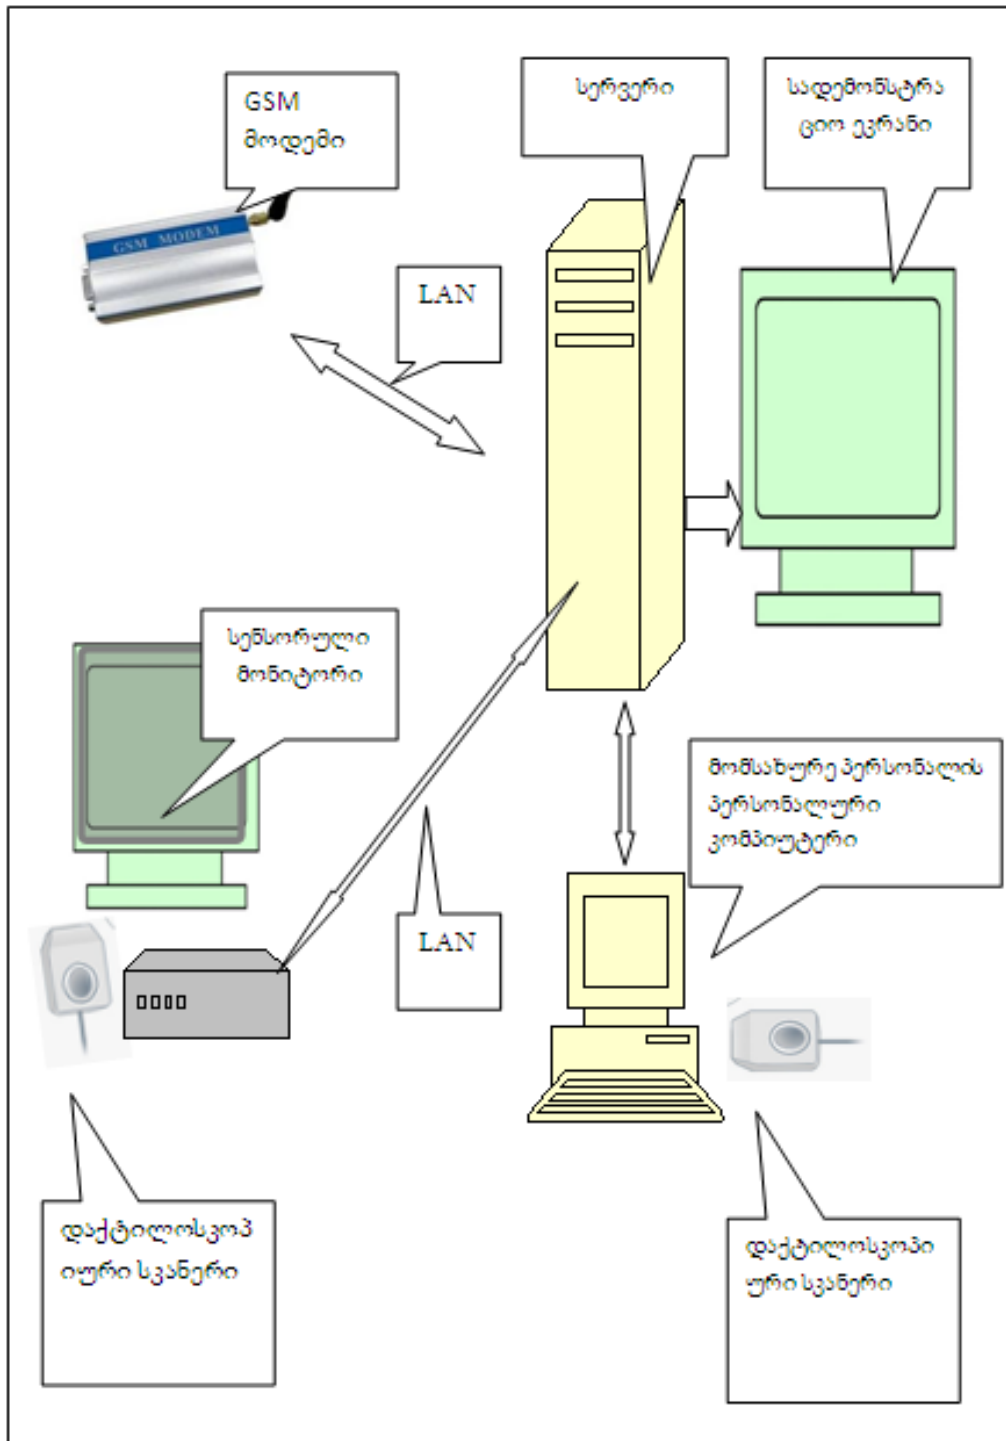 GSM
მოდემი
სერვერი
სადემონსტრა
ციო ეკრანი
GSM MODEM
LAN
სენსორული
მონიტორი
მომსახურე პერსონალის
პერსონალური
კომპიუტერი
LAN
დაქტილოსკოპ
იური სკანერი
დაქტილოსკოპი
ური სკანერი